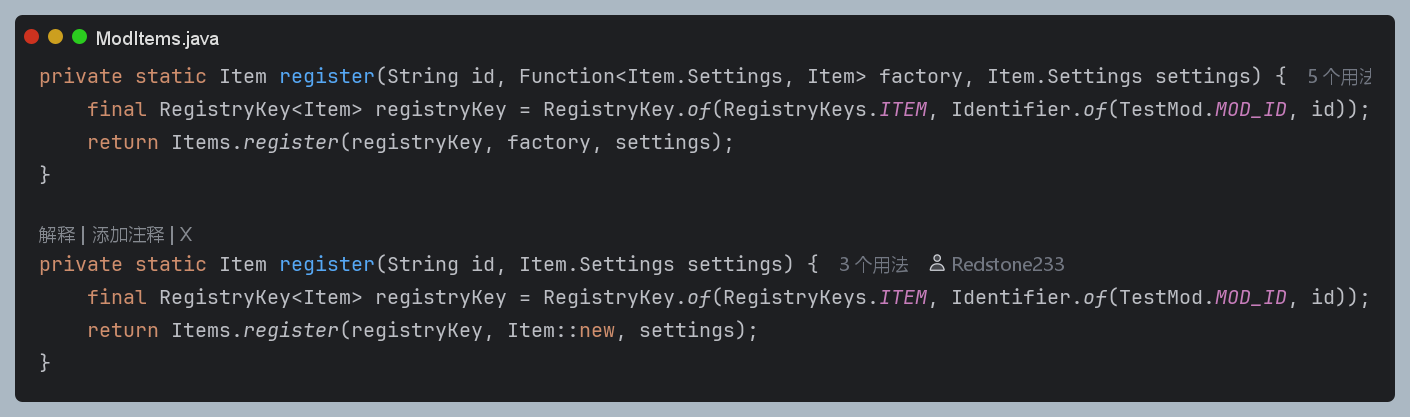 ModItems.java
private static Item register(String id, Function<Item.Settings, Item> factory, Item.Settings settings) { 5 个用法
    final RegistryKey<Item> registryKey = RegistryKey.of(RegistryKeys.ITEM, Identifier.of(TestMod.MOD_ID, id));
    return Items.register(registryKey, factory, settings);
}
解释 | 添加注释 | X
private static Item register(String id, Item.Settings settings) { 3 个用法 Redstone233
    final RegistryKey<Item> registryKey = RegistryKey.of(RegistryKeys.ITEM, Identifier.of(TestMod.MOD_ID, id));
    return Items.register(registryKey, Item::new, settings);
}